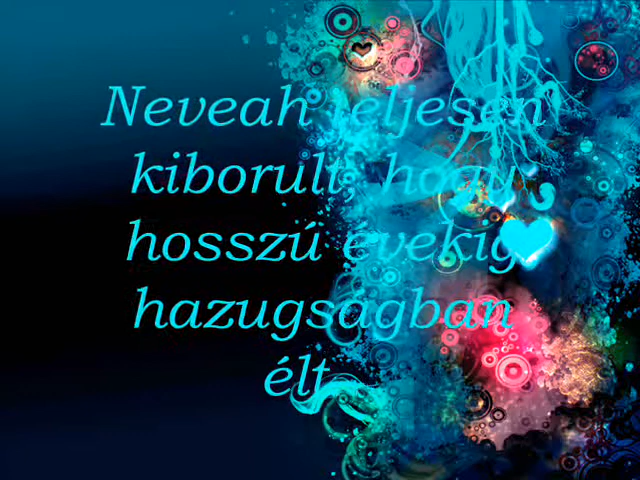 Neveah teljesen
kiborult, hogy
hosszú évekig
hazugságban
élt